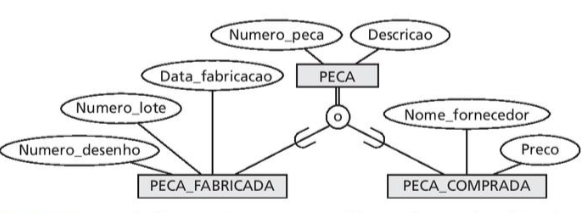 Numero_peca
Descricao
PECA
Data_fabricacao
Numero_lote
Numero_desenho
o
Nome_fornecedor
Preco
PECA_FABRICADA
PECA_COMPRADA